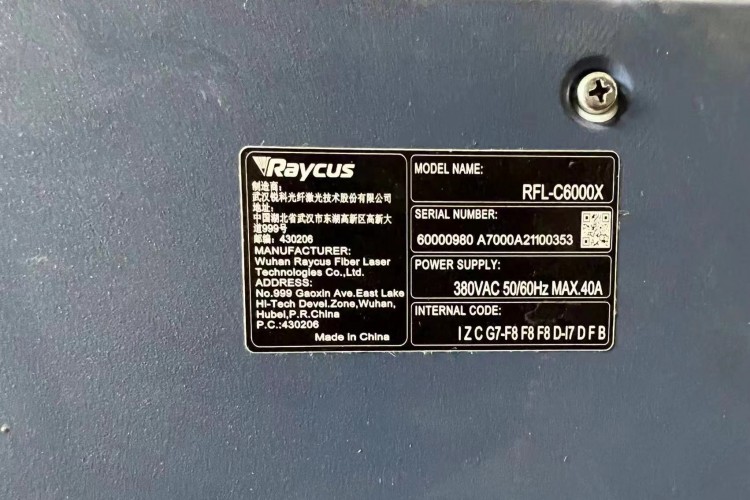 Raycus
制造商:
武汉锐科光纤激光技术股份有限公司
地址:
中国湖北省武汉市东湖高新区高新大
道999号
邮编: 430206
MANUFACTURER:
Wuhan Raycus Fiber Laser
Technologies Co.,Ltd.
ADDRESS:
No.999 Gaoxin Ave.East Lake
HI-Tech Devel.Zone,Wuhan,
Hubei,P.R.China
P.C.:430206
Made in China
MODEL NAME:
RFL-C6000X
SERIAL NUMBER:
60000980 A7000A21100353
POWER SUPPLY:
380VAC 50/60Hz MAX.40A
INTERNAL CODE:
I Z C G7-F8 F8 F8 D-I7 D F B